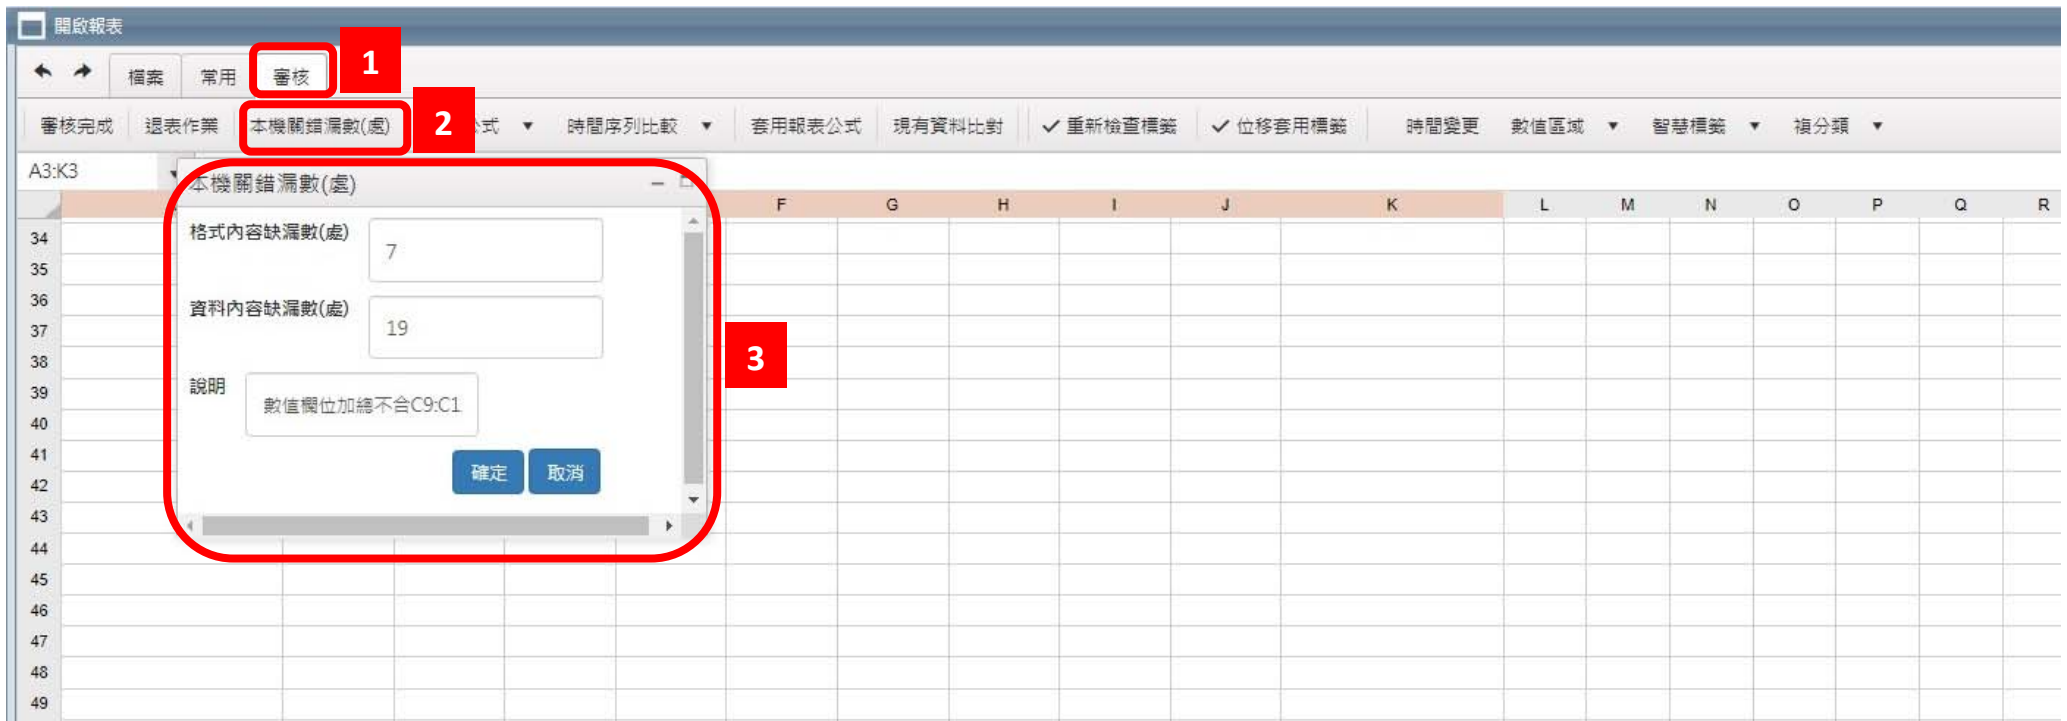 開啟報表
檔案 常用 審核 1
審核完成 退表作業 本機關錯漏數(處) 2 公式 時間序列比較 套用報表公式 現有資料比對 重新檢查標籤 位移套用標籤 時間變更 數值區域 智慧標籤 複分類
A3:K3
本機關錯漏數(處)
F G H I J K L M N O P Q R
格式內容缺漏數(處)
7
資料內容缺漏數(處)
19
說明
數值欄位加總不合C9:C1
確定 取消
3
34
35
36
37
38
39
40
41
42
43
44
45
46
47
48
49